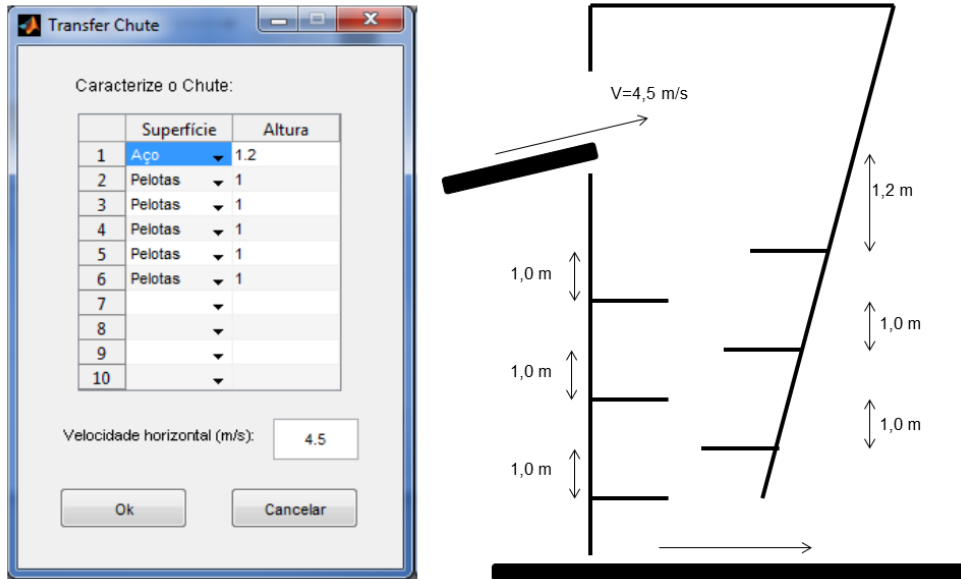 Transfer Chute
Caracterize o Chute:
Superfície Altura
1 Aço 1.2
2 Pelotas 1
3 Pelotas 1
4 Pelotas 1
5 Pelotas 1
6 Pelotas 1
7
8
9
10
Velocidade horizontal (m/s): 4.5
Ok Cancelar
V=4,5 m/s
1,2 m
1,0 m
1,0 m
1,0 m
1,0 m
1,0 m